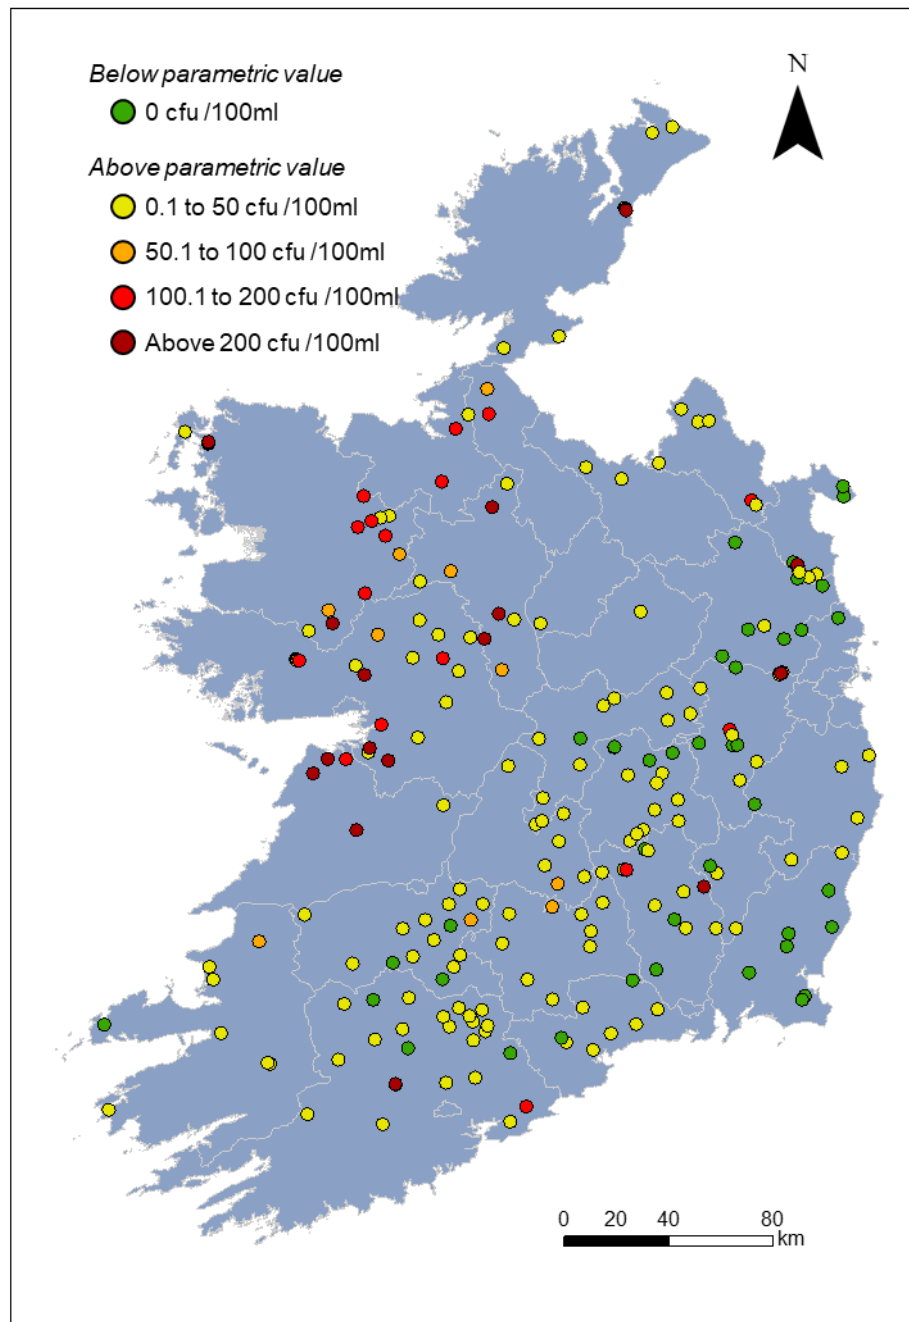 Below parametric value
0 cfu /100ml
Above parametric value
0.1 to 50 cfu /100ml
50.1 to 100 cfu /100ml
100.1 to 200 cfu /100ml
Above 200 cfu /100ml
N
0 20 40 80
km